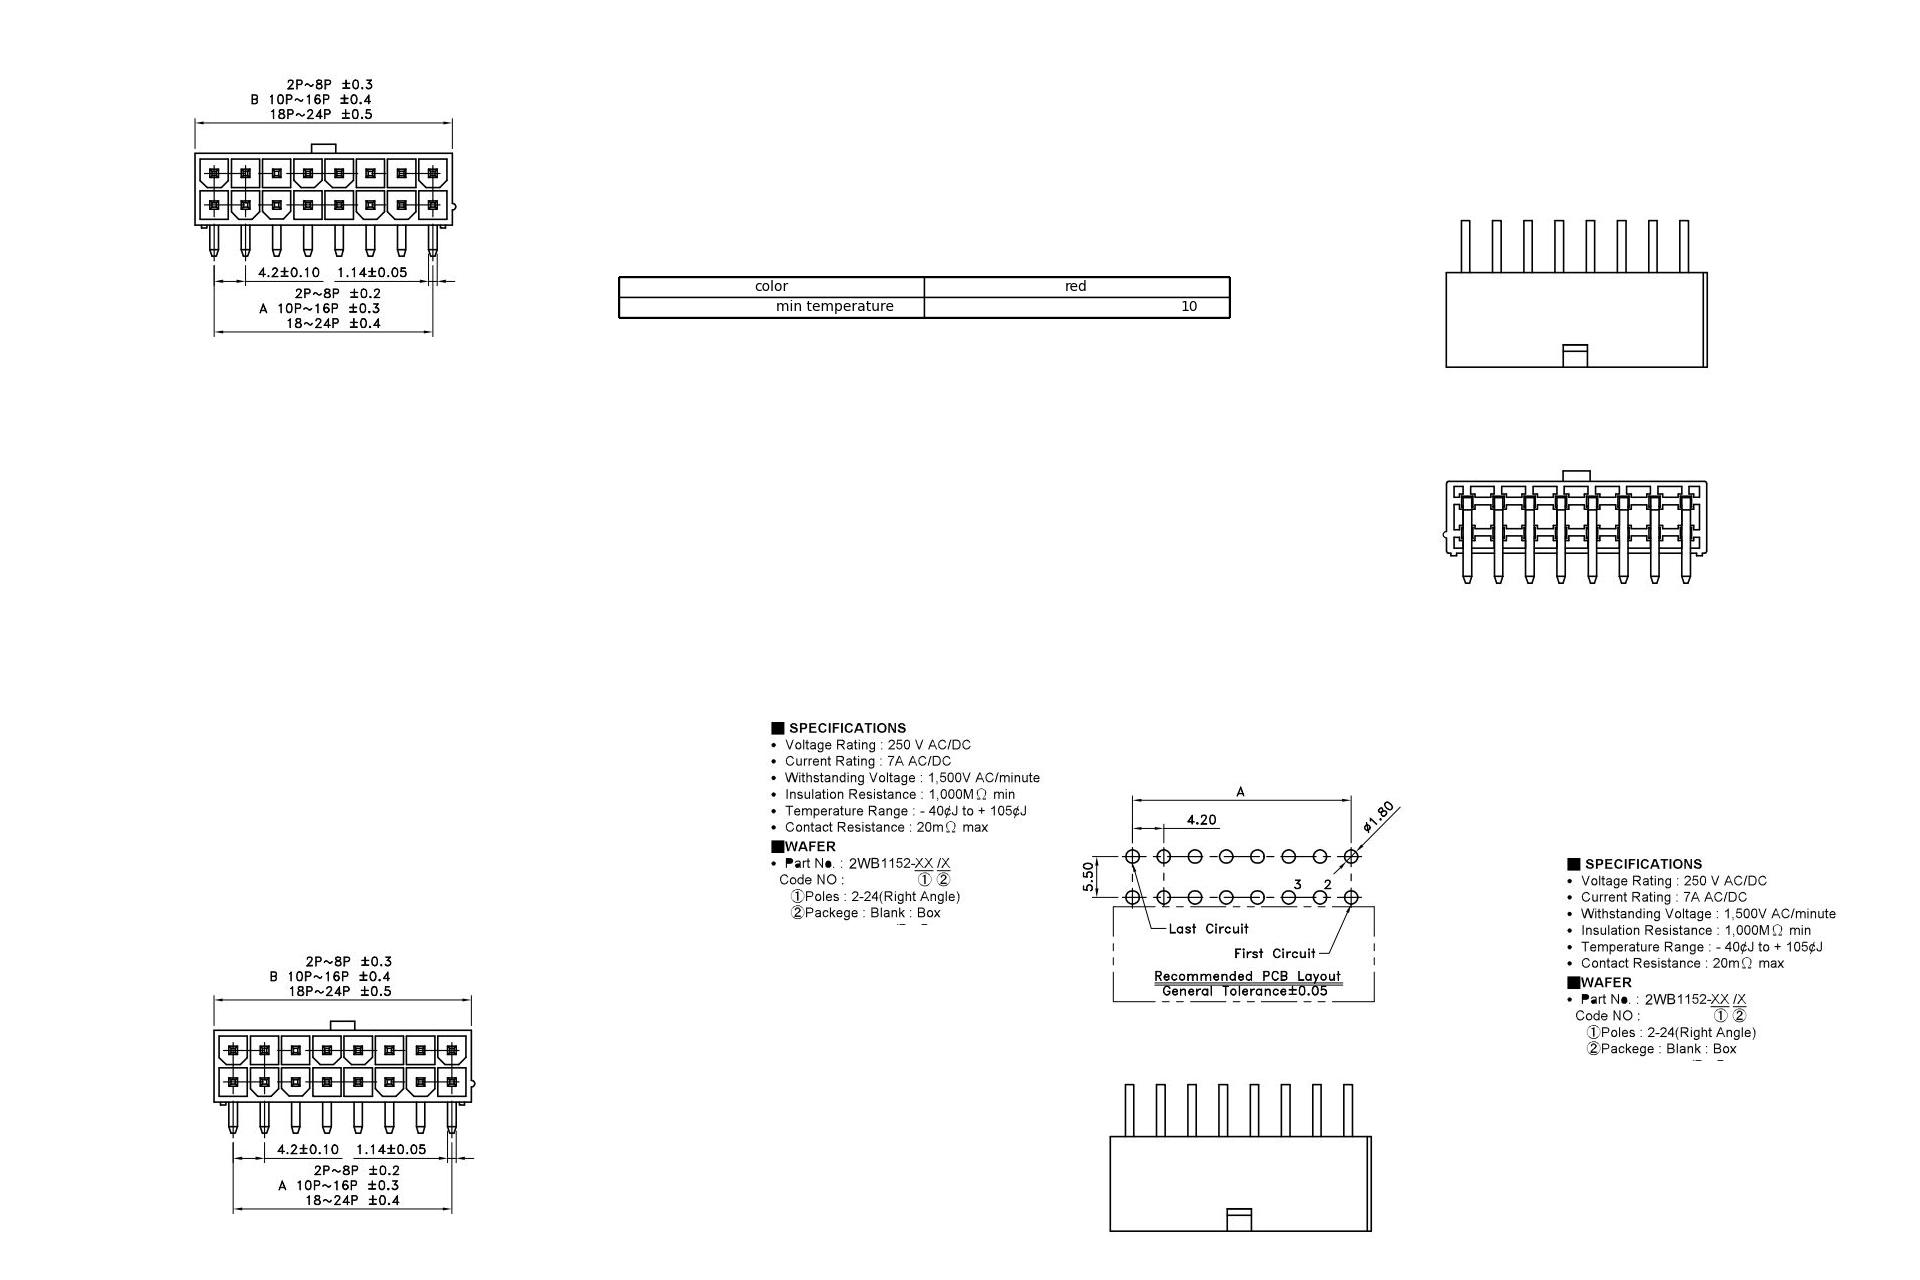 2P~8P ±0.3
B 10P~16P ±0.4
18P~24P ±0.5
4.2±0.10 1.14±0.05
2P~8P ±0.2
A 10P~16P ±0.3
18~24P ±0.4
color red
min temperature 10
■ SPECIFICATIONS
• Voltage Rating : 250 V AC/DC
• Current Rating : 7A AC/DC
• Withstanding Voltage : 1,500V AC/minute
• Insulation Resistance : 1,000MΩ min
• Temperature Range : - 40¢J to + 105¢J
• Contact Resistance : 20mΩ max
■WAFER
• Part No. : 2WB1152-XX /X
Code NO : ① ②
①Poles : 2-24(Right Angle)
②Packege : Blank : Box
A
4.20
ø1.80
5.50
3 2
Last Circuit
First Circuit
Recommended PCB Layout
General Tolerance±0.05
■ SPECIFICATIONS
• Voltage Rating : 250 V AC/DC
• Current Rating : 7A AC/DC
• Withstanding Voltage : 1,500V AC/minute
• Insulation Resistance : 1,000MΩ min
• Temperature Range : - 40¢J to + 105¢J
• Contact Resistance : 20mΩ max
■WAFER
• Part No. : 2WB1152-XX /X
Code NO : ① ②
①Poles : 2-24(Right Angle)
②Packege : Blank : Box
2P~8P ±0.3
B 10P~16P ±0.4
18P~24P ±0.5
4.2±0.10 1.14±0.05
2P~8P ±0.2
A 10P~16P ±0.3
18~24P ±0.4